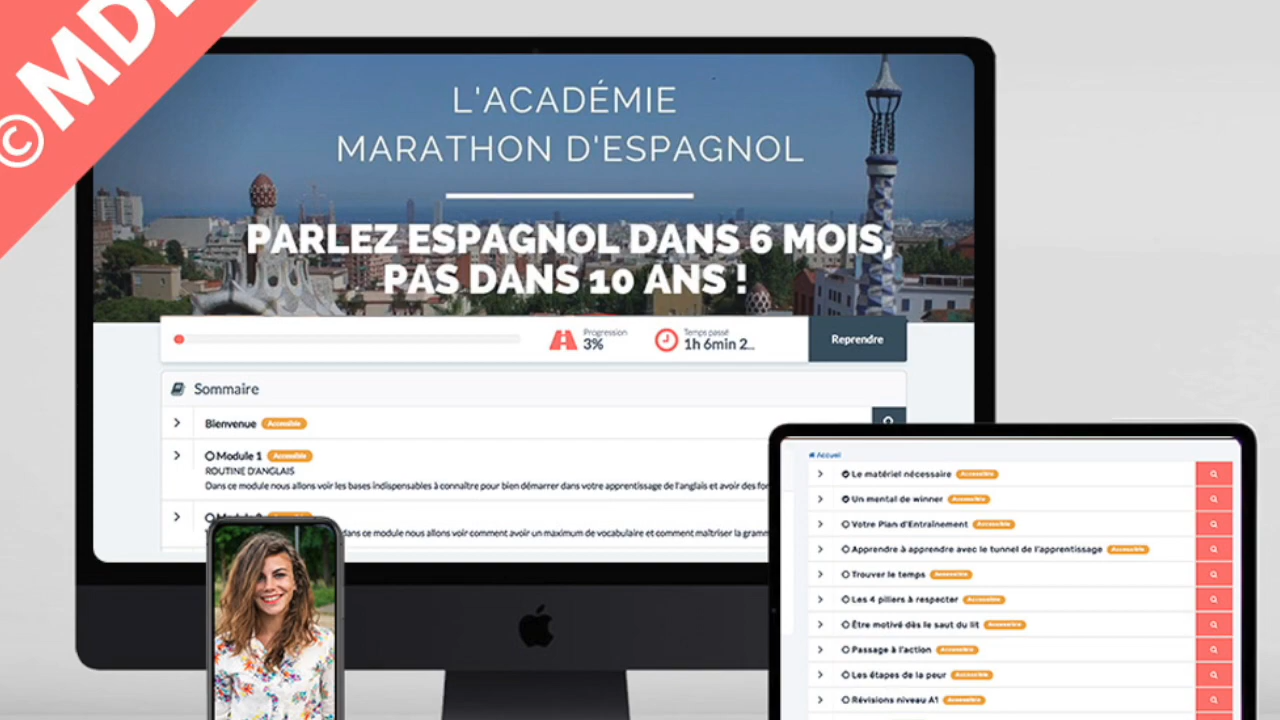 ©MDL
L'ACADÉMIE
MARATHON D'ESPAGNOL
PARLEZ ESPAGNOL DANS 6 MOIS,
PAS DANS 10 ANS !
Progression
3%
Temps passé
1h 6min 2...
Reprendre
Sommaire
Bienvenue Accessible
Module 1 Accessible
ROUTINE D'ANGLAIS
Dans ce module nous allons voir les bases indispensables à connaître pour bien démarrer dans votre apprentissage de l'anglais et avoir des
dans ce module nous allons voir comment avoir un maximum de vocabulaire et comment maîtriser la
Accueil
Le matériel nécessaire Accessible
Un mental de winner Accessible
Votre Plan d'Entraînement Accessible
Apprendre à apprendre avec le tunnel de l'apprentissage Accessible
Trouver le temps Accessible
Les 4 piliers à respecter Accessible
Être motivé dès le saut du lit Accessible
Passage à l'action Accessible
Les étapes de la peur Accessible
Révisions niveau A1 Accessible